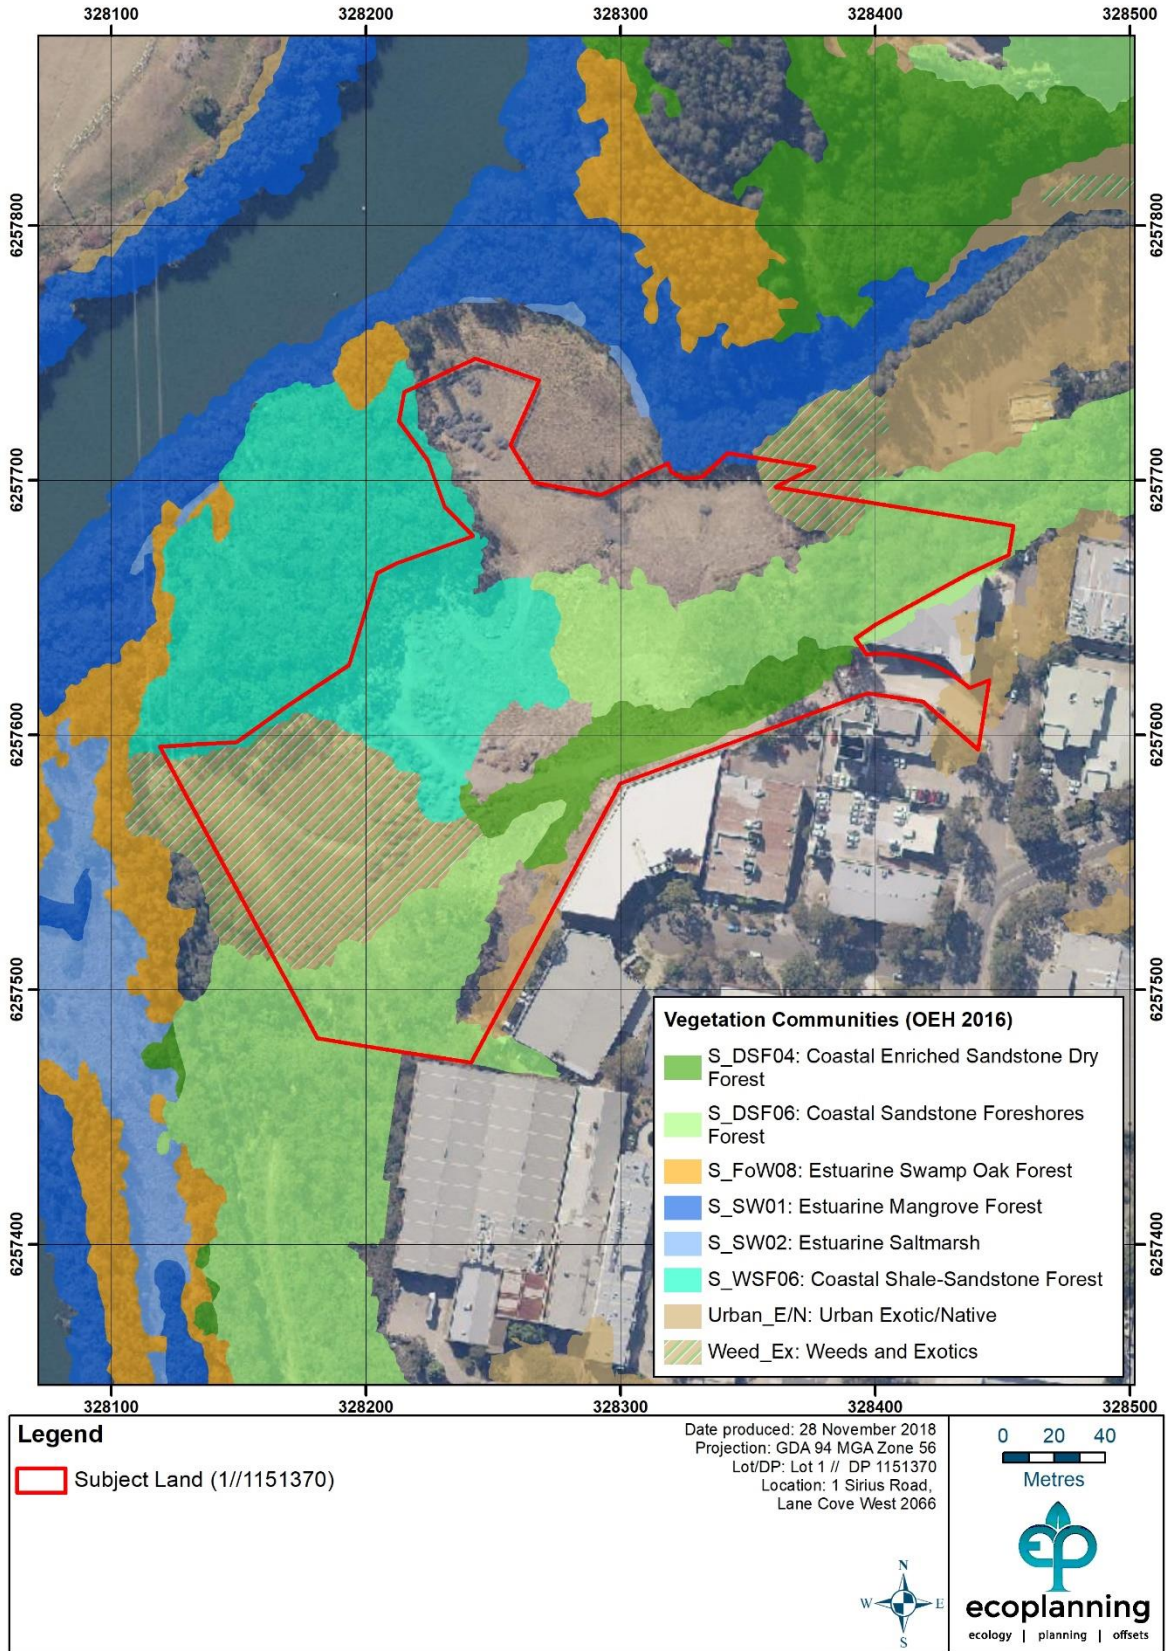 328100 328200 328300 328400 328500
6257800 6257800
6257700 6257700
6257600 6257600
6257500 6257500
6257400 6257400
Vegetation Communities (OEH 2016)
S_DSF04: Coastal Enriched Sandstone Dry
Forest
S_DSF06: Coastal Sandstone Foreshores
Forest
S_FoW08: Estuarine Swamp Oak Forest
S_SW01: Estuarine Mangrove Forest
S_SW02: Estuarine Saltmarsh
S_WSF06: Coastal Shale-Sandstone Forest
Urban_E/N: Urban Exotic/Native
Weed_Ex: Weeds and Exotics
328100 328200 328300 328400 328500
Legend
Subject Land (1//1151370)
Date produced: 28 November 2018
Projection: GDA 94 MGA Zone 56
Lot/DP: Lot 1 // DP 1151370
Location: 1 Sirius Road,
Lane Cove West 2066
N
W E
S
0 20 40
Metres
ep
ecoplanning
ecology | planning | offsets